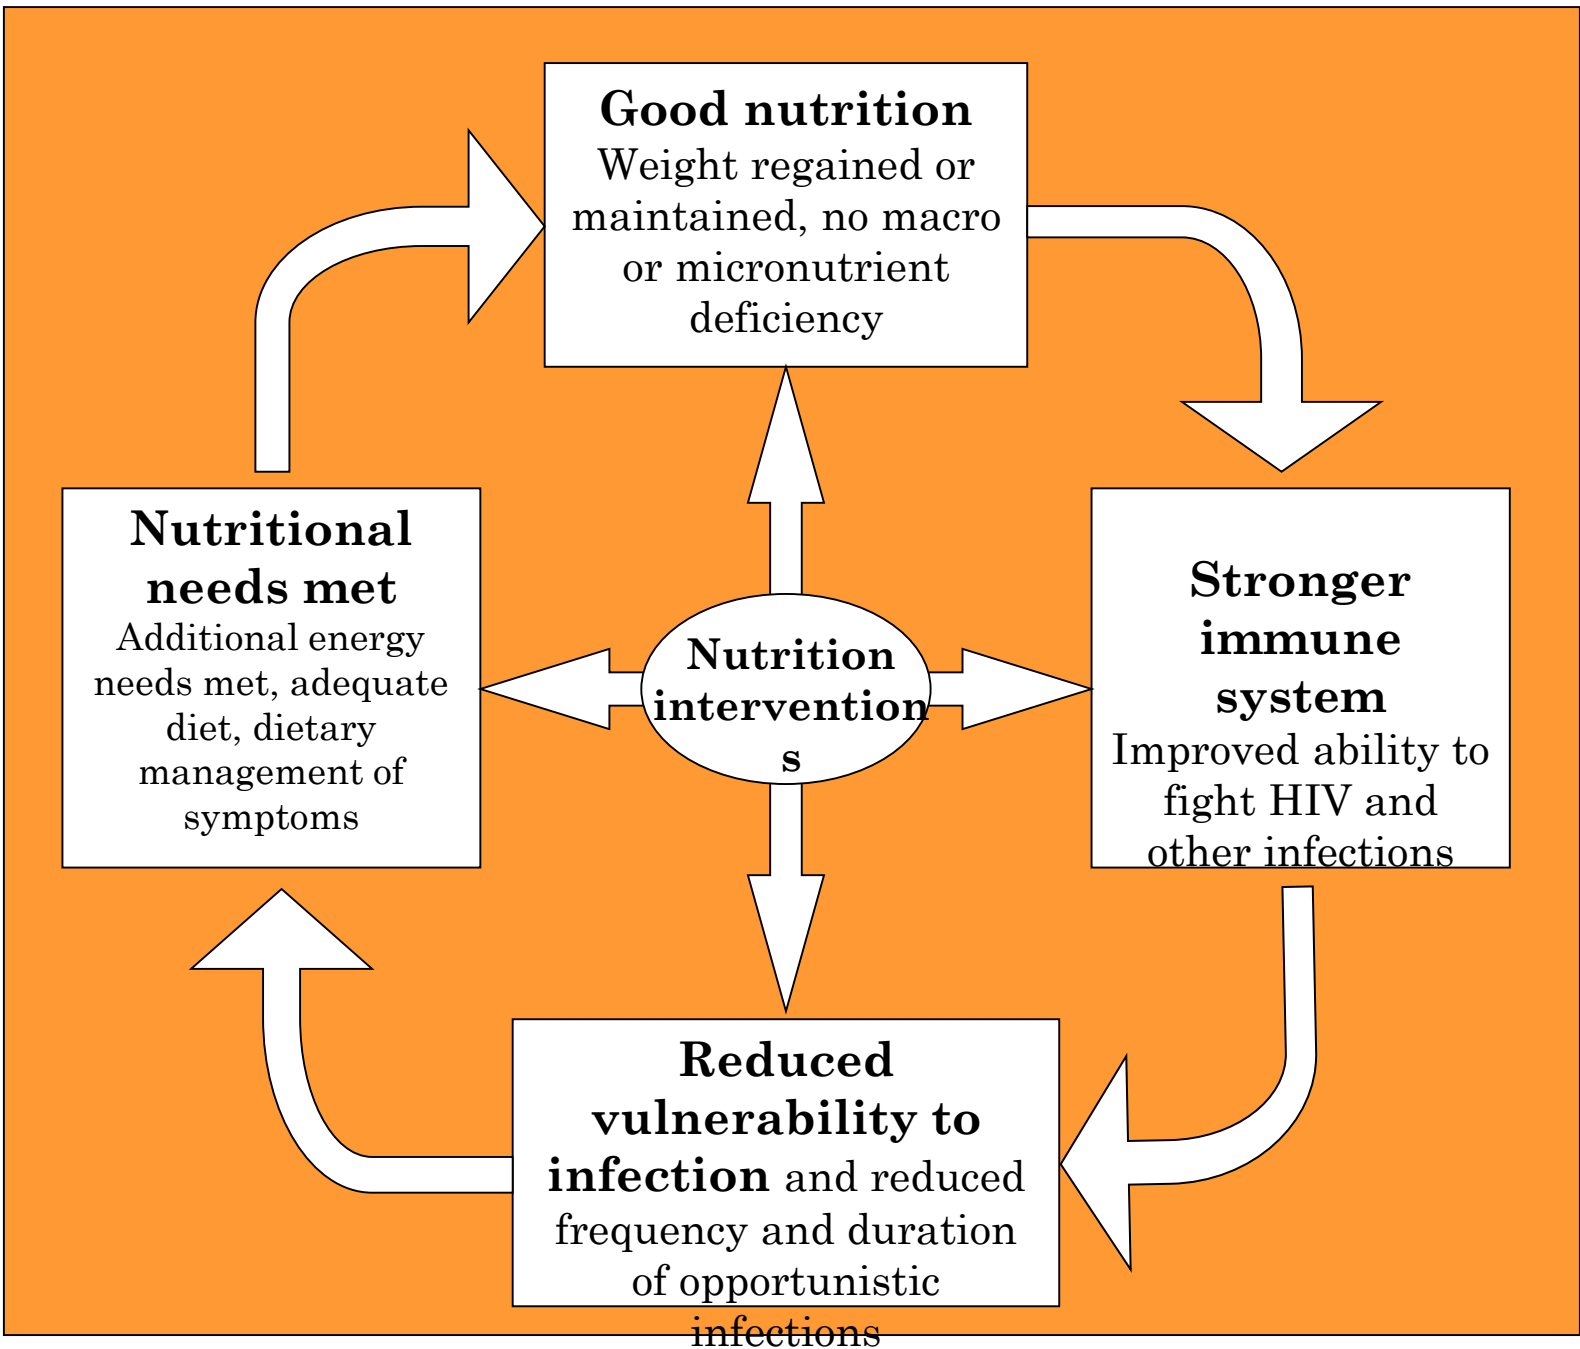 Good nutrition
Weight regained or
maintained, no macro
or micronutrient
deficiency
Nutritional
needs met
Additional energy
needs met, adequate
diet, dietary
management of
symptoms
Nutrition
intervention
s
Stronger
immune
system
Improved ability to
fight HIV and
other infections
Reduced
vulnerability to
infection and reduced
frequency and duration
of opportunistic
infections